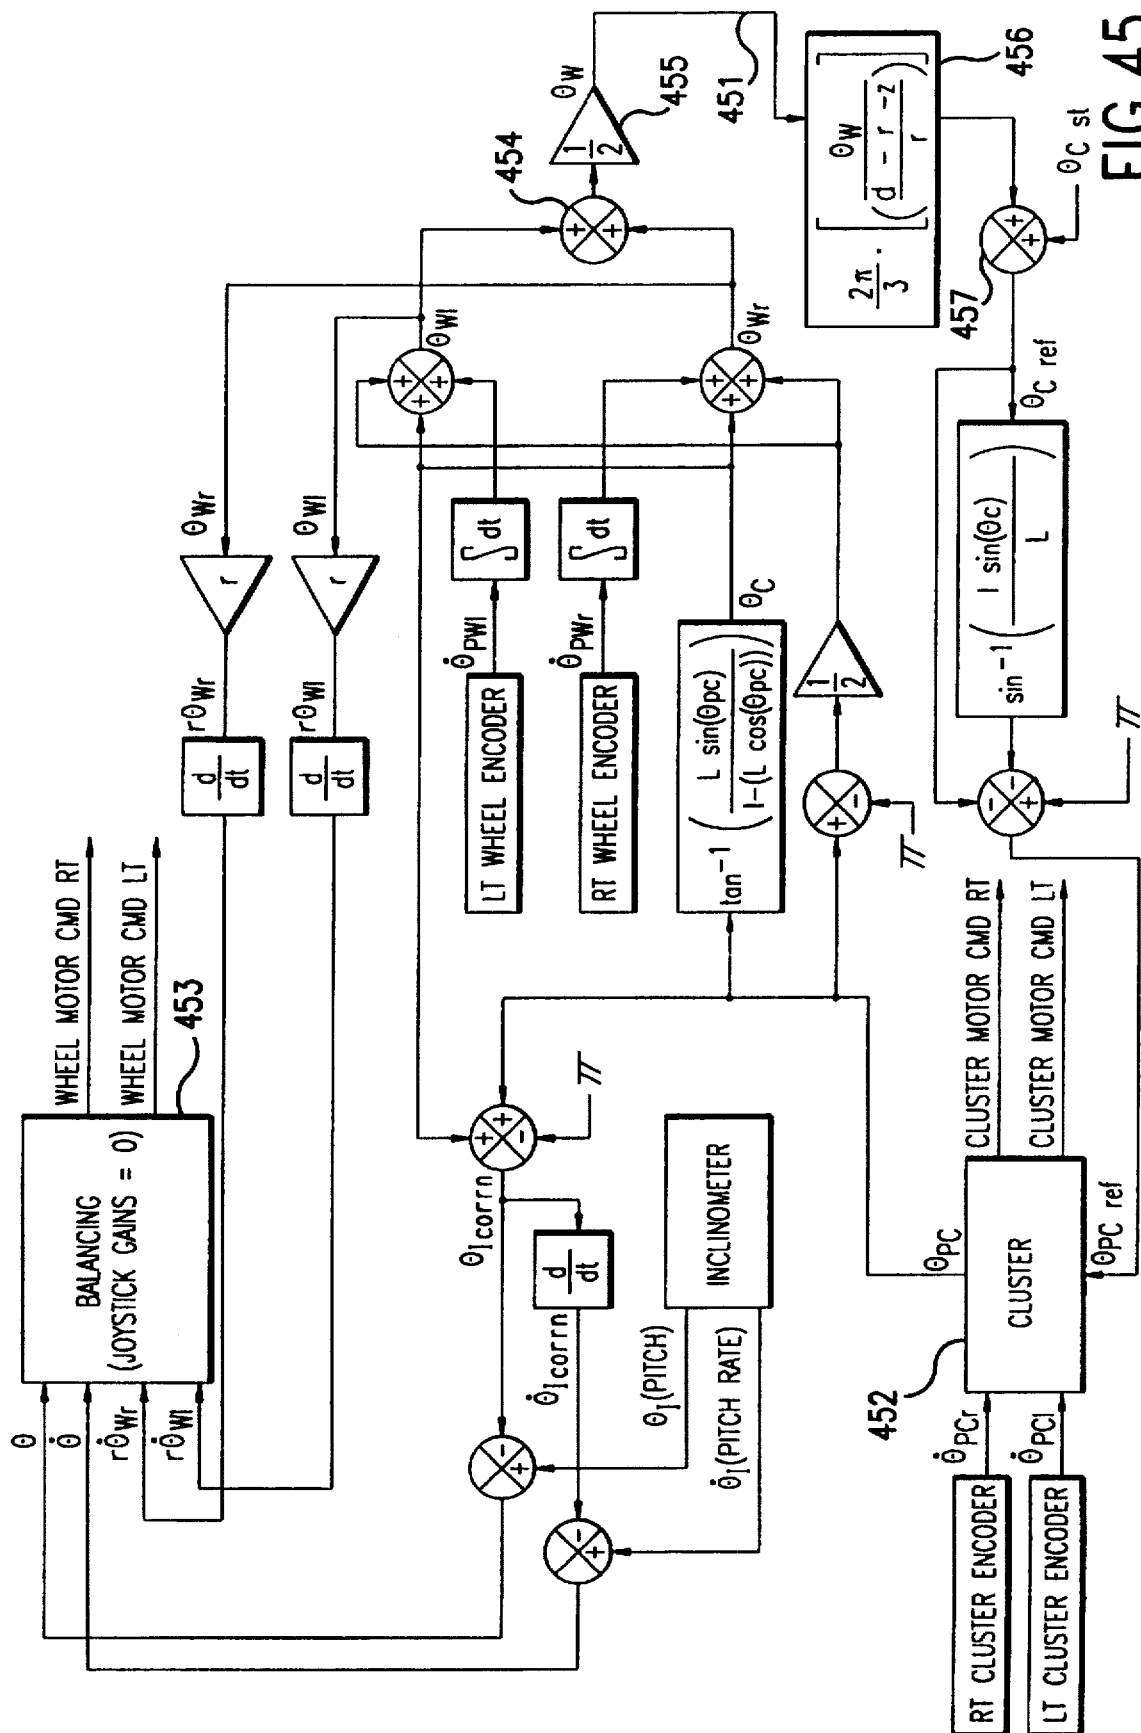 WHEEL MOTOR CMD RT
WHEEL MOTOR CMD LT
453
BALANCING
(JOYSTICK GAINS = 0)
θ
θ̇
rθ̇Wr
rθ̇Wl
d/dt
rθWr
r
θWr
d/dt
rθWl
r
θWl
θIcorrn
d/dt
θ̇Icorrn
π
INCLINOMETER
θI(PITCH)
θ̇I(PITCH RATE)
LT WHEEL ENCODER
θ̇PWl
∫dt
RT WHEEL ENCODER
θ̇PWr
∫dt
tan⁻¹ ( L sin(θpc) / l-(L cos(θpc)) )
θC
1/2
π
θWl
θWr
454
1/2
455
θW
451
2π/3 · [ θW / ( d - r -z / r ) ]
456
457
θC st
θC ref
sin⁻¹ ( l sin(θc) / L )
π
CLUSTER MOTOR CMD RT
CLUSTER MOTOR CMD LT
θPC
CLUSTER
θPC ref
452
RT CLUSTER ENCODER
θ̇PCr
LT CLUSTER ENCODER
θ̇PCl
FIG.45